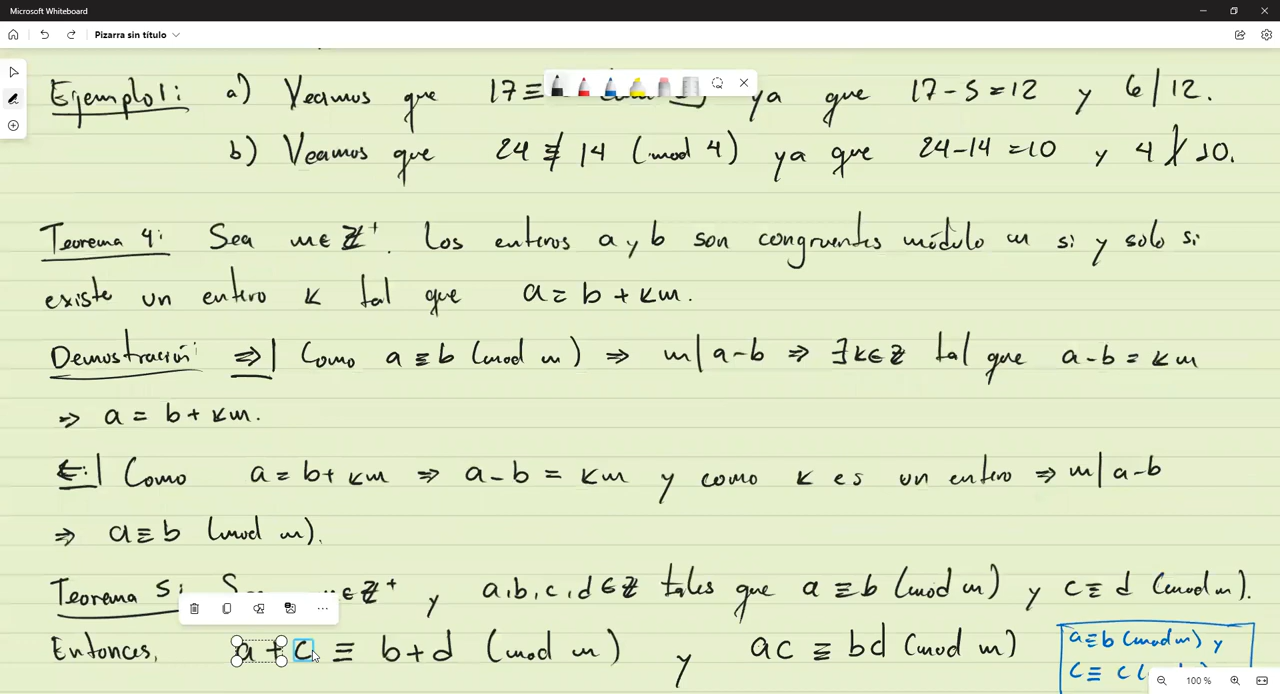 Microsoft Whiteboard
Pizarra sin título
Ejemplo1: a) Veamos que 17 ≡ ya que 17-5=12 y 6/12.
b) Veamos que 24 ≢ 14 (mod 4) ya que 24-14=10 y 4∤10.
Teorema 4: Sea m∈ℤ⁺. Los enteros a y b son congruentes módulo m si y solo si
existe un entero k tal que a = b + km.
Demostración: ⇒| Como a ≡ b (mod m) ⇒ m|a-b ⇒ ∃k∈ℤ tal que a-b = km
⇒ a = b + km.
⇐:| Como a = b + km ⇒ a-b = km y como k es un entero ⇒ m|a-b
⇒ a ≡ b (mod m).
Teorema 5: m∈ℤ⁺ y a,b,c,d∈ℤ tales que a ≡ b (mod m) y c ≡ d (mod m).
Entonces, a + c ≡ b + d (mod m) y ac ≡ bd (mod m)
a ≡ b (mod m) y
c ≡ c
100 %